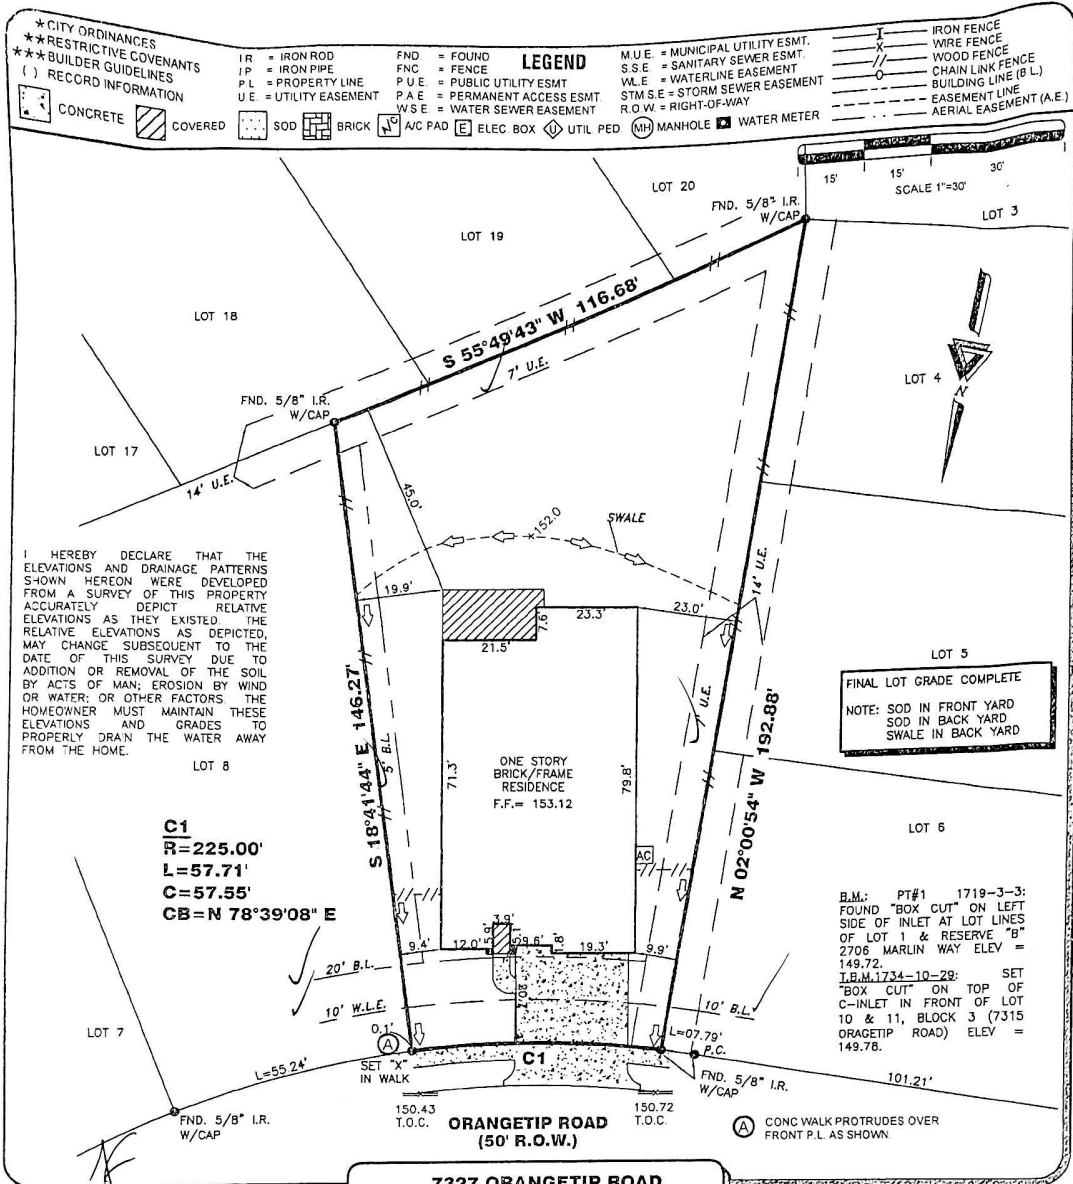 *CITY ORDINANCES
**RESTRICTIVE COVENANTS
***BUILDER GUIDELINES
( ) RECORD INFORMATION
CONCRETE
COVERED
SOD
BRICK
A/C A/C PAD
E ELEC. BOX
U UTIL PED.
MH MANHOLE
WATER METER
LEGEND
I R = IRON ROD
I P = IRON PIPE
P L = PROPERTY LINE
U E. = UTILITY EASEMENT
FND = FOUND
FNC = FENCE
P U.E. = PUBLIC UTILITY ESMT.
P A E = PERMANENT ACCESS ESMT.
W S E. = WATER SEWER EASEMENT
M.U.E. = MUNICIPAL UTILITY ESMT.
S.S.E. = SANITARY SEWER ESMT.
W.L.E. = WATERLINE EASEMENT
STM S.E = STORM SEWER EASEMENT
R.O.W. = RIGHT-OF-WAY
IRON FENCE
WIRE FENCE
WOOD FENCE
CHAIN LINK FENCE
BUILDING LINE (B L.)
EASEMENT LINE
AERIAL EASEMENT (A.E.)
15' 15' 30'
SCALE 1"=30'
LOT 20
FND. 5/8" I.R.
W/CAP
LOT 3
LOT 19
LOT 18
S 55°49'43" W 116.68'
7' U.E.
LOT 4
N
FND. 5/8" I.R.
W/CAP
LOT 17
14' U.E.
45.0'
152.0
SWALE
14' U.E.
I HEREBY DECLARE THAT THE
ELEVATIONS AND DRAINAGE PATTERNS
SHOWN HEREON WERE DEVELOPED
FROM A SURVEY OF THIS PROPERTY
ACCURATELY DEPICT RELATIVE
ELEVATIONS AS THEY EXISTED. THE
RELATIVE ELEVATIONS AS DEPICTED,
MAY CHANGE SUBSEQUENT TO THE
DATE OF THIS SURVEY DUE TO
ADDITION OR REMOVAL OF THE SOIL
BY ACTS OF MAN; EROSION BY WIND
OR WATER; OR OTHER FACTORS. THE
HOMEOWNER MUST MAINTAIN THESE
ELEVATIONS AND GRADES TO
PROPERLY DRAIN THE WATER AWAY
FROM THE HOME.
19.9'
23.3'
23.0'
7.6'
21.5'
LOT 5
FINAL LOT GRADE COMPLETE
NOTE: SOD IN FRONT YARD
SOD IN BACK YARD
SWALE IN BACK YARD
7' U.E.
S 18°41'44" E 146.27'
5' B.L.
71.3'
ONE STORY
BRICK/FRAME
RESIDENCE
F.F.= 153.12
79.8'
N 02°00'54" W 192.88'
LOT 8
C1
R=225.00'
L=57.71'
C=57.55'
CB=N 78°39'08" E
LOT 6
AC
B.M.: PT#1 1719-3-3:
FOUND "BOX CUT" ON LEFT
SIDE OF INLET AT LOT LINES
OF LOT 1 & RESERVE "B"
2706 MARLIN WAY ELEV =
149.72.
T.B.M.1734-10-29: SET
"BOX CUT" ON TOP OF
C-INLET IN FRONT OF LOT
10 & 11, BLOCK 3 (7315
ORAGETIP ROAD) ELEV =
149.78.
3.9'
5.9'
9.4'
12.0'
9.6'
1.8'
19.3'
9.9'
20' B.L.
10' W.L.E.
10' B.L.
LOT 7
0.1'
A
SET "X"
IN WALK
C1
L=07.79'
P.C.
L=55.24'
FND. 5/8" I.R.
W/CAP
101.21'
FND. 5/8" I.R.
W/CAP
150.43
T.O.C.
150.72
T.O.C.
ORANGETIP ROAD
(50' R.O.W.)
A CONC WALK PROTRUDES OVER
FRONT P.L. AS SHOWN
7327 ORANGETIP ROAD